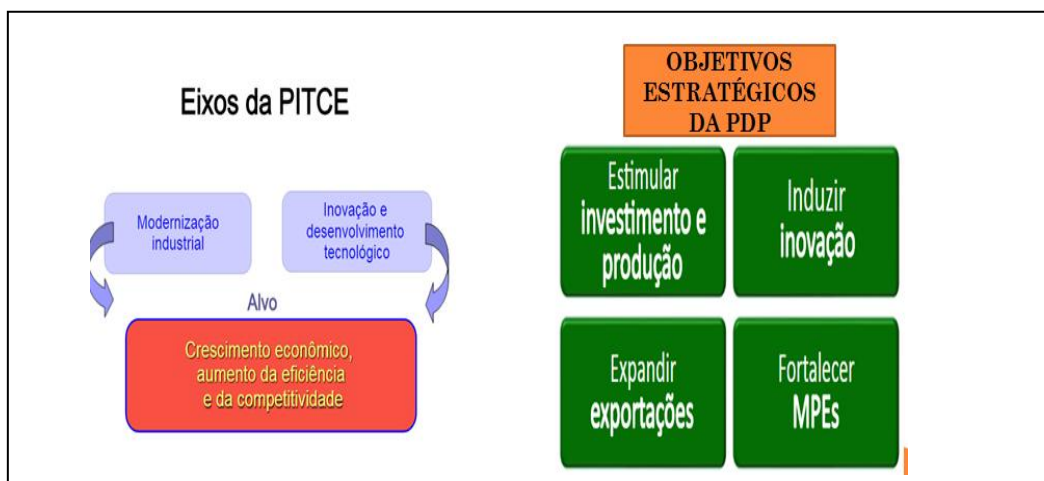 Eixos da PITCE
Modernização
industrial
Inovação e
desenvolvimento
tecnológico
Alvo
Crescimento econômico,
aumento da eficiência
e da competitividade
OBJETIVOS
ESTRATÉGICOS
DA PDP
Estimular
investimento e
produção
Induzir
inovação
Expandir
exportações
Fortalecer
MPEs